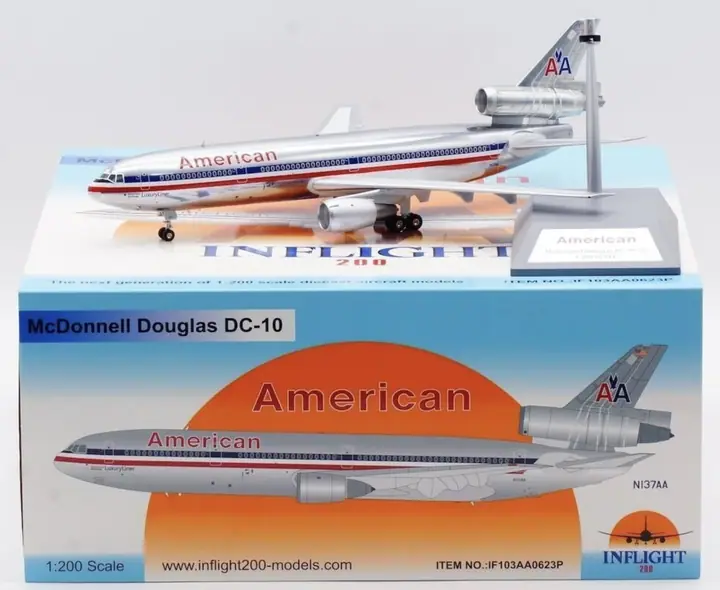 AA
American
LuxuryLiner
American
INFLIGHT
200
The next generation of 1:200 scale diecast aircraft models
ITEM NO.:IF103AA0623P
McDonnell Douglas DC-10
American
AA
American
LuxuryLiner
N137AA
1:200 Scale
www.inflight200-models.com
ITEM NO.:IF103AA0623P
INFLIGHT
200